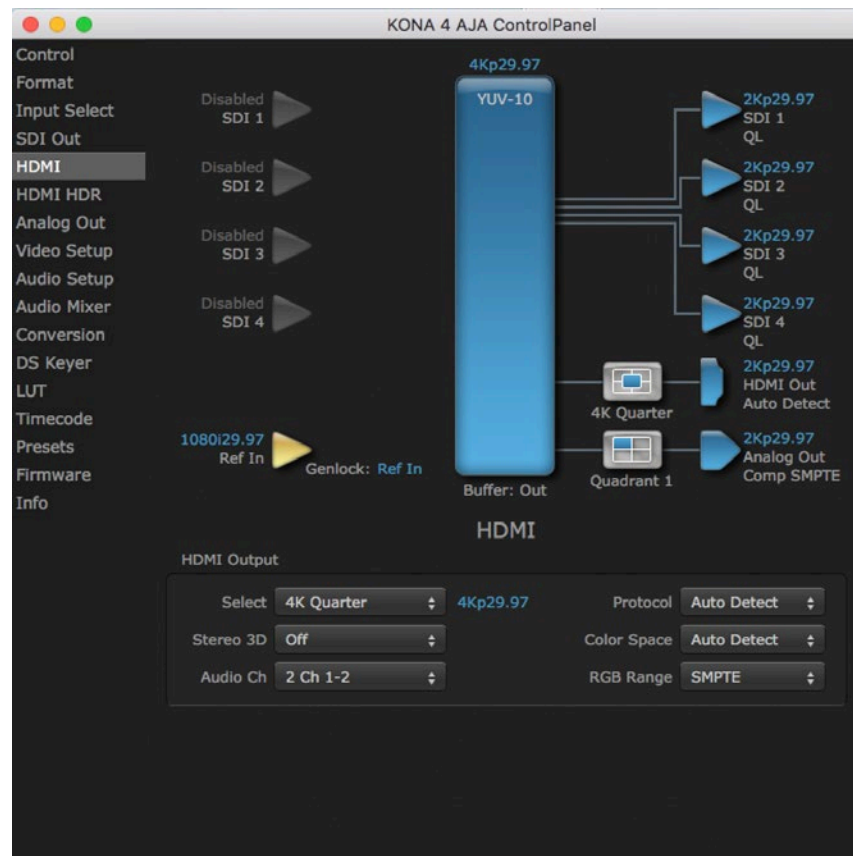 KONA 4 AJA ControlPanel
Control
Format
Input Select
SDI Out
HDMI
HDMI HDR
Analog Out
Video Setup
Audio Setup
Audio Mixer
Conversion
DS Keyer
LUT
Timecode
Presets
Firmware
Info
4Kp29.97
YUV-10
Disabled
SDI 1
Disabled
SDI 2
Disabled
SDI 3
Disabled
SDI 4
1080i29.97
Ref In
Genlock: Ref In
Buffer: Out
2Kp29.97
SDI 1
QL
2Kp29.97
SDI 2
QL
2Kp29.97
SDI 3
QL
2Kp29.97
SDI 4
QL
4K Quarter
2Kp29.97
HDMI Out
Auto Detect
Quadrant 1
2Kp29.97
Analog Out
Comp SMPTE
HDMI
HDMI Output
Select 4K Quarter 4Kp29.97 Protocol Auto Detect
Stereo 3D Off Color Space Auto Detect
Audio Ch 2 Ch 1-2 RGB Range SMPTE